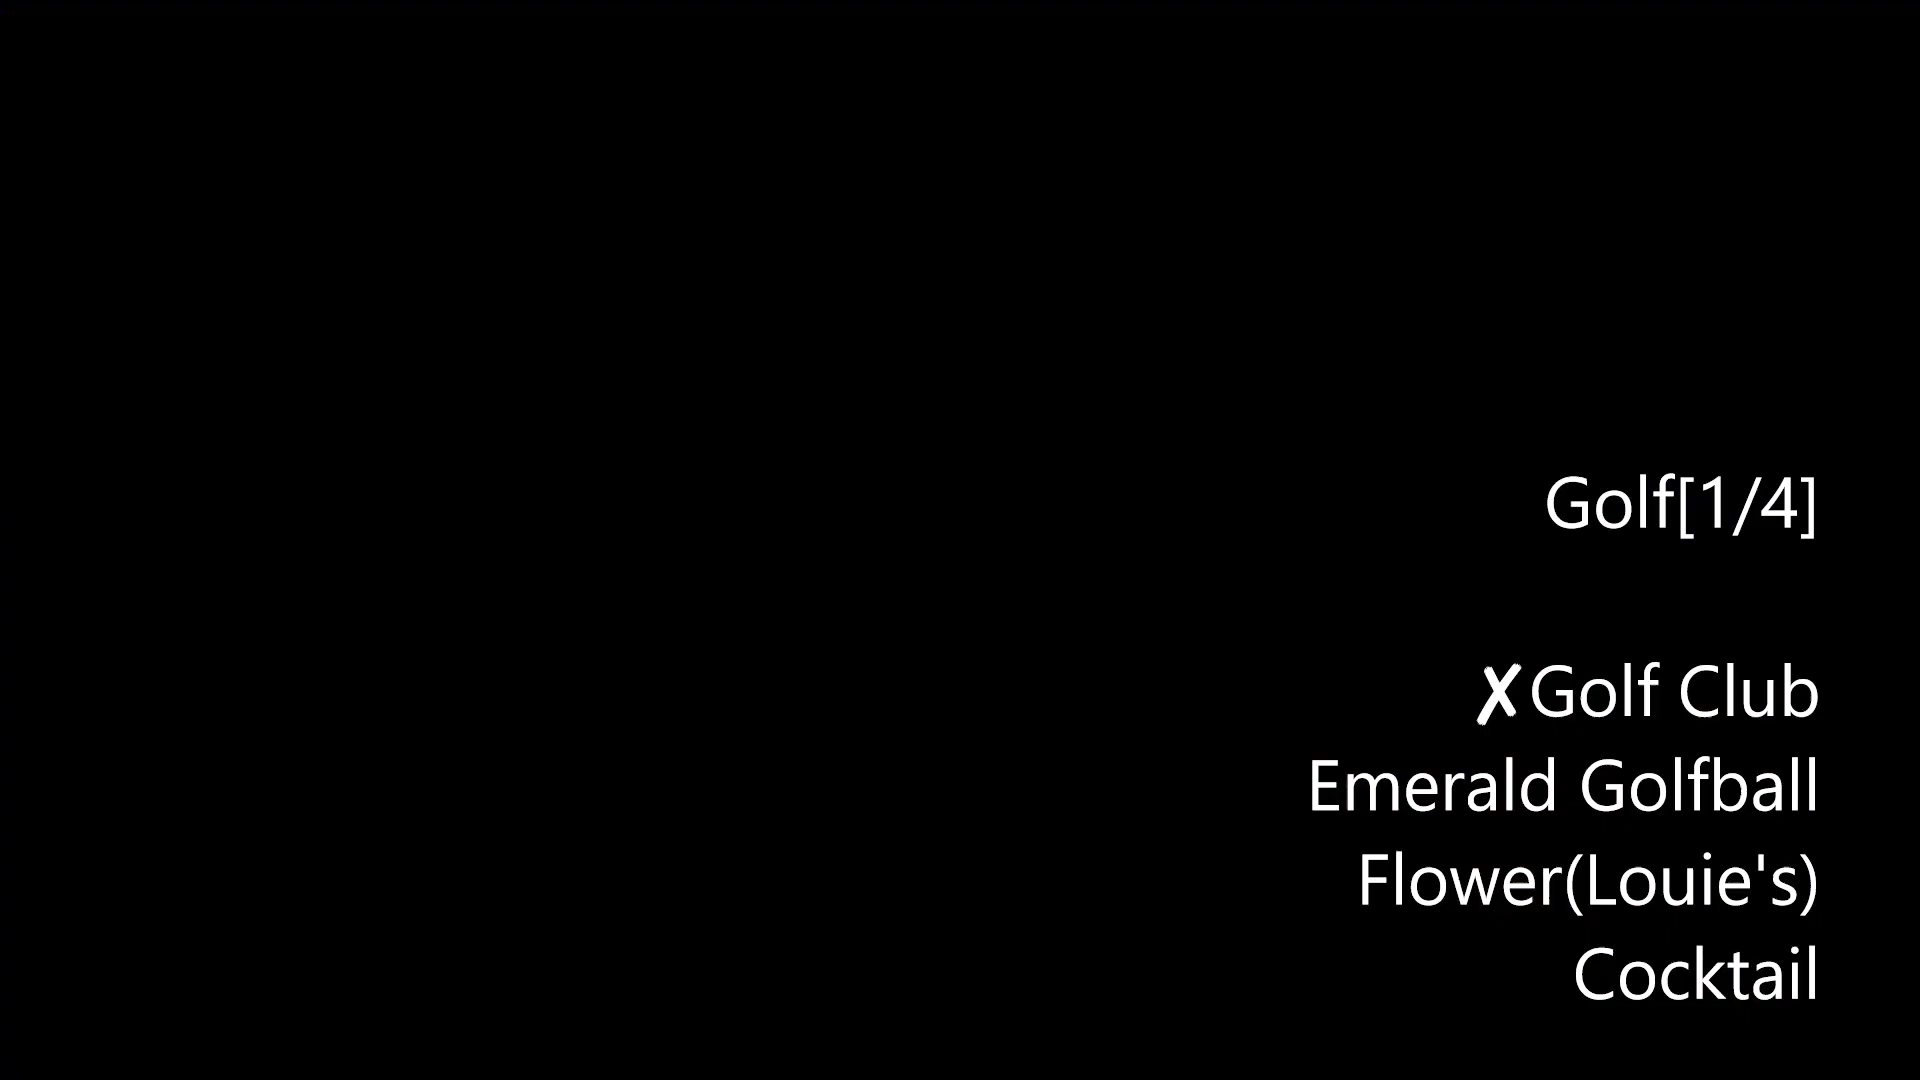 Golf[1/4]
✗Golf Club
Emerald Golfball
Flower(Louie's)
Cocktail